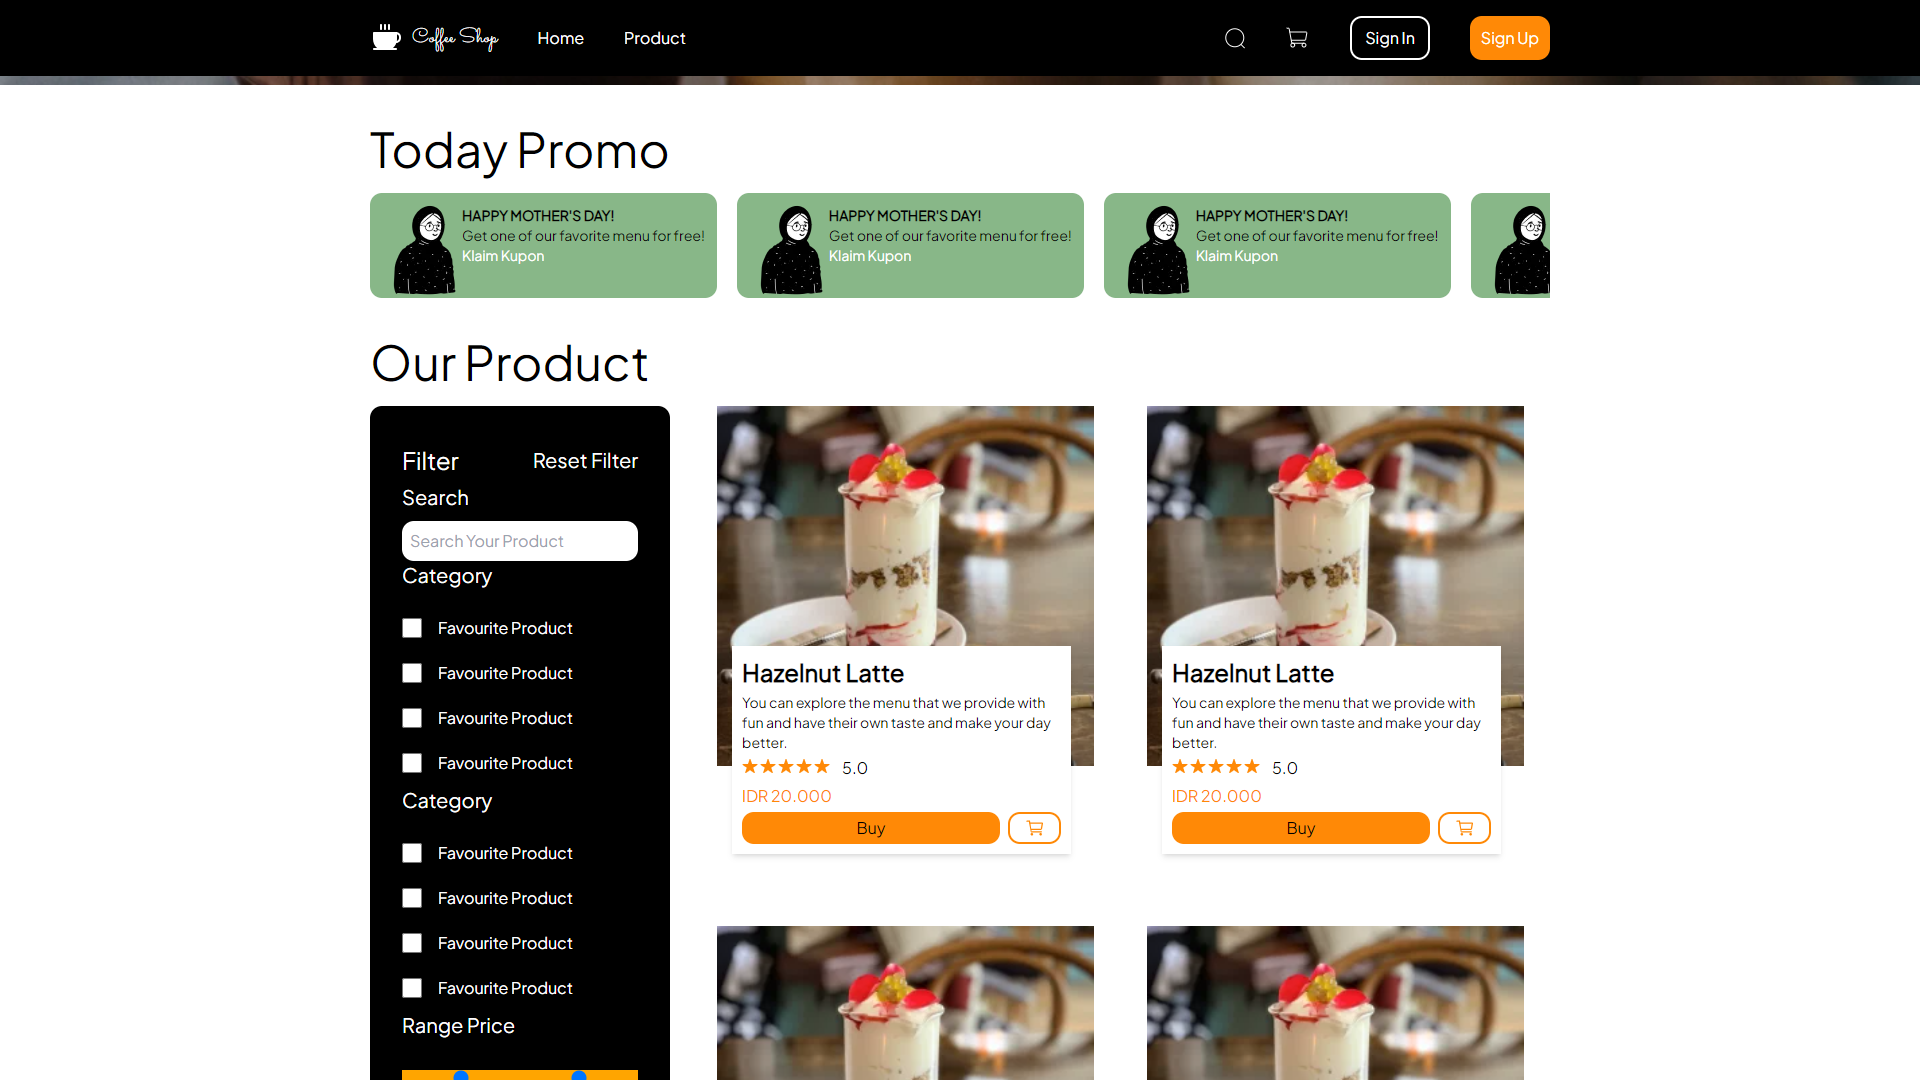 Coffee Shop
Home
Product
Sign In
Sign Up
Today Promo
HAPPY MOTHER'S DAY!
Get one of our favorite menu for free!
Klaim Kupon
HAPPY MOTHER'S DAY!
Get one of our favorite menu for free!
Klaim Kupon
HAPPY MOTHER'S DAY!
Get one of our favorite menu for free!
Klaim Kupon
Our Product
Filter
Reset Filter
Search
Search Your Product
Category
Favourite Product
Favourite Product
Favourite Product
Favourite Product
Category
Favourite Product
Favourite Product
Favourite Product
Favourite Product
Range Price
Hazelnut Latte
You can explore the menu that we provide with
fun and have their own taste and make your day
better.
5.0
IDR 20.000
Buy
Hazelnut Latte
You can explore the menu that we provide with
fun and have their own taste and make your day
better.
5.0
IDR 20.000
Buy